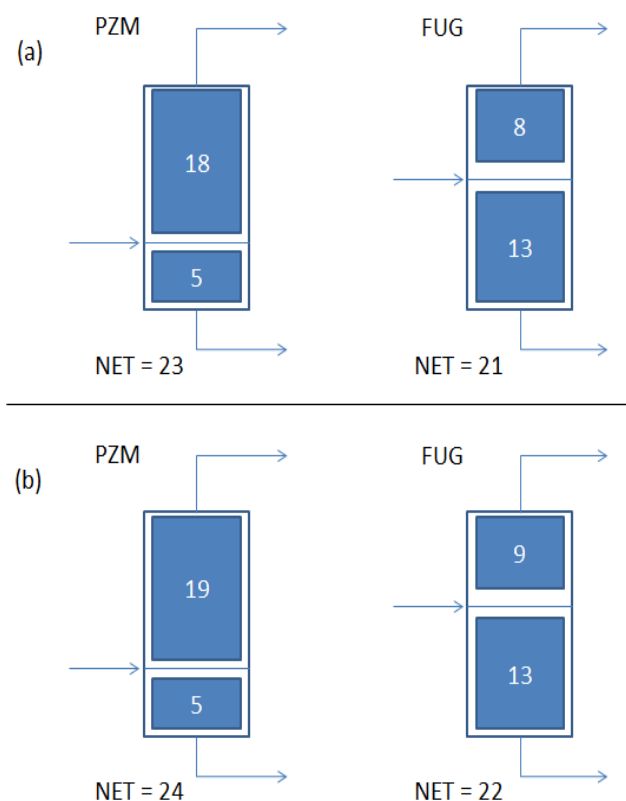 PZM
FUG
(a)
18
8
5
13
NET = 23
NET = 21
PZM
FUG
(b)
19
9
5
13
NET = 24
NET = 22